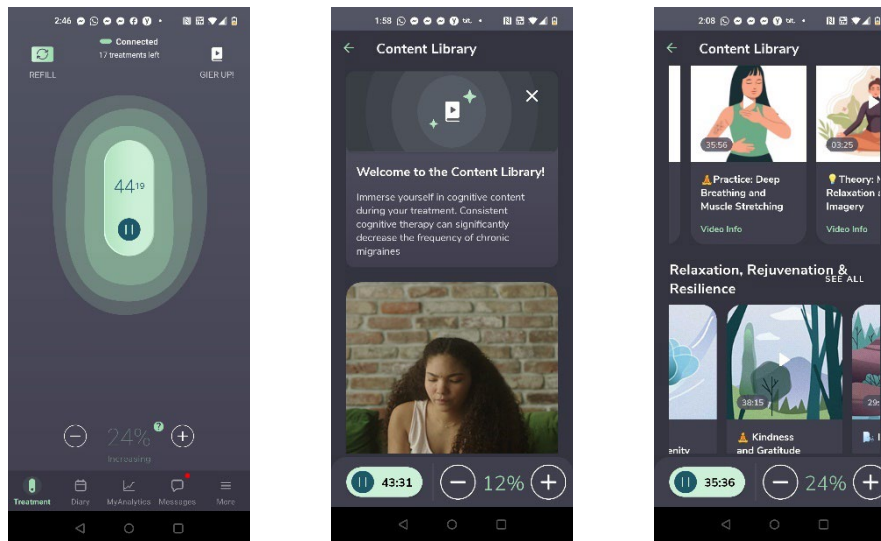 2:46
Connected
17 treatments left
REFILL
GIER UP!
44 19
24%
?
Increasing
Treatment
Diary
MyAnalytics
Messages
More
1:58
Content Library
Welcome to the Content Library!
Immerse yourself in cognitive content
during your treatment. Consistent
cognitive therapy can significantly
decrease the frequency of chronic
migraines
43:31
12%
2:08
Content Library
35:56
03:25
Practice: Deep
Breathing and
Muscle Stretching
Video Info
Theory:
Relaxation
Imagery
Video Info
Relaxation, Rejuvenation &
Resilience
SEE ALL
38:15
29:
enity
Kindness
and Gratitude
35:36
24%